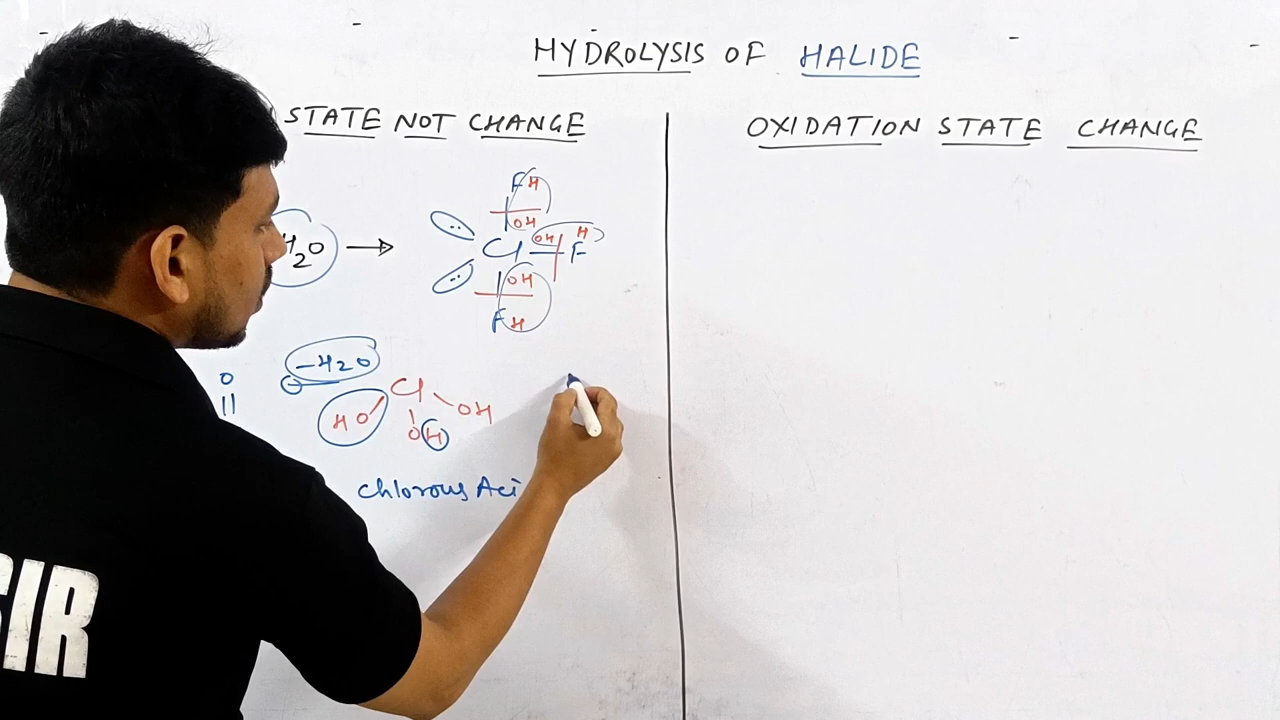 HYDROLYSIS OF HALIDE
STATE NOT CHANGE
OXIDATION STATE CHANGE
F H
OH
H2O → :Cl OH F H
OH
F H
O
||
-H2O
Cl
HO OH
OH
Chlorous Aci
SIR